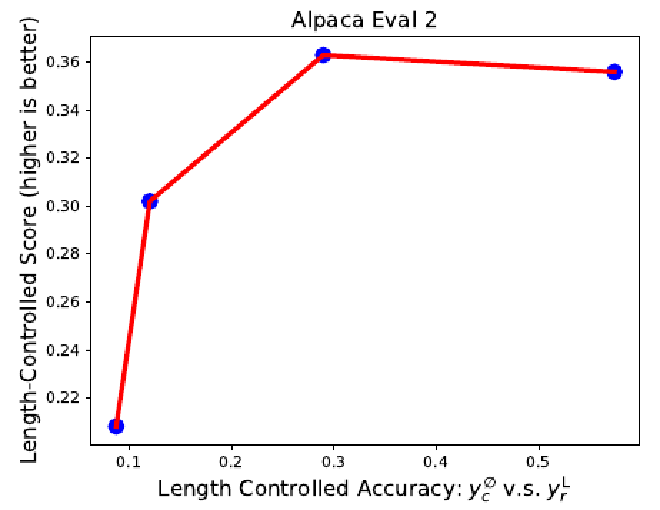 Alpaca Eval 2
Length-Controlled Score (higher is better)
0.36
0.34
0.32
0.30
0.28
0.26
0.24
0.22
0.1 0.2 0.3 0.4 0.5
Length Controlled Accuracy: $y_c^{\varnothing}$ v.s. $y_r^{L}$